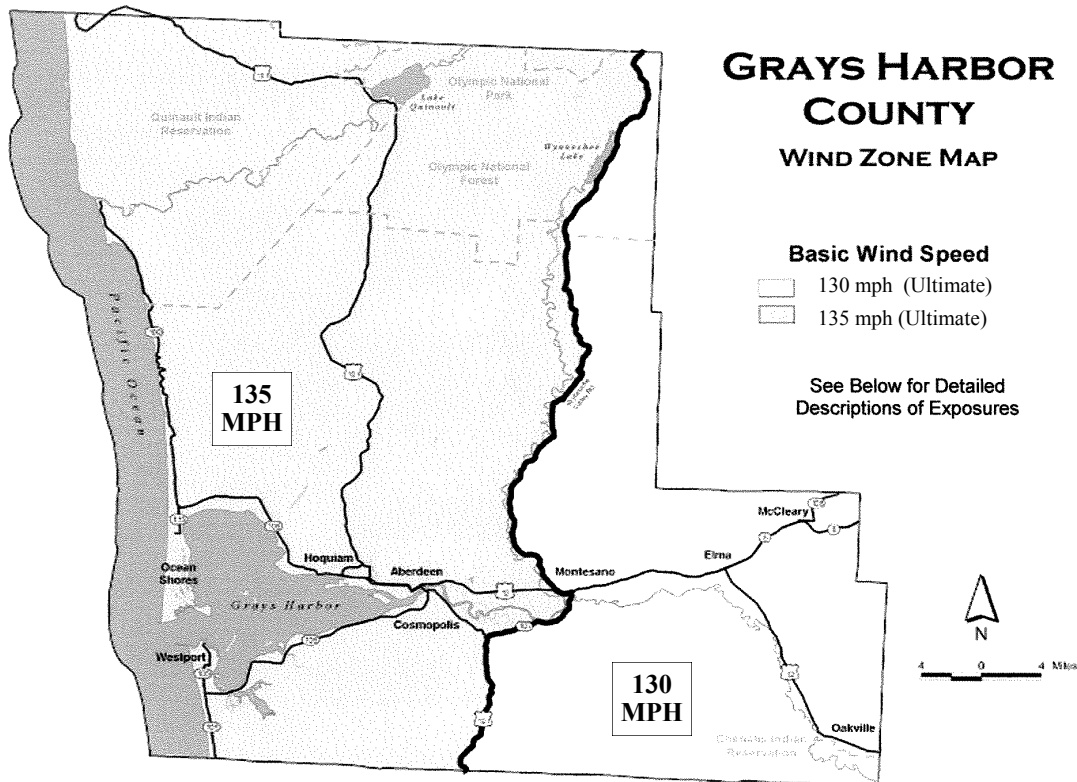 GRAYS HARBOR
COUNTY
WIND ZONE MAP
Basic Wind Speed
130 mph (Ultimate)
135 mph (Ultimate)
See Below for Detailed
Descriptions of Exposures
Olympic National
Park
Lake
Quinault
Quinault Indian
Reservation
Wynoochee
Lake
Olympic National
Forest
Pacific Ocean
135
MPH
McCleary
Elma
Hoquiam
Aberdeen
Montesano
Ocean
Shores
Grays Harbor
Cosmopolis
Westport
130
MPH
Chehalis Indian
Reservation
Oakville
N
4 0 4 Miles